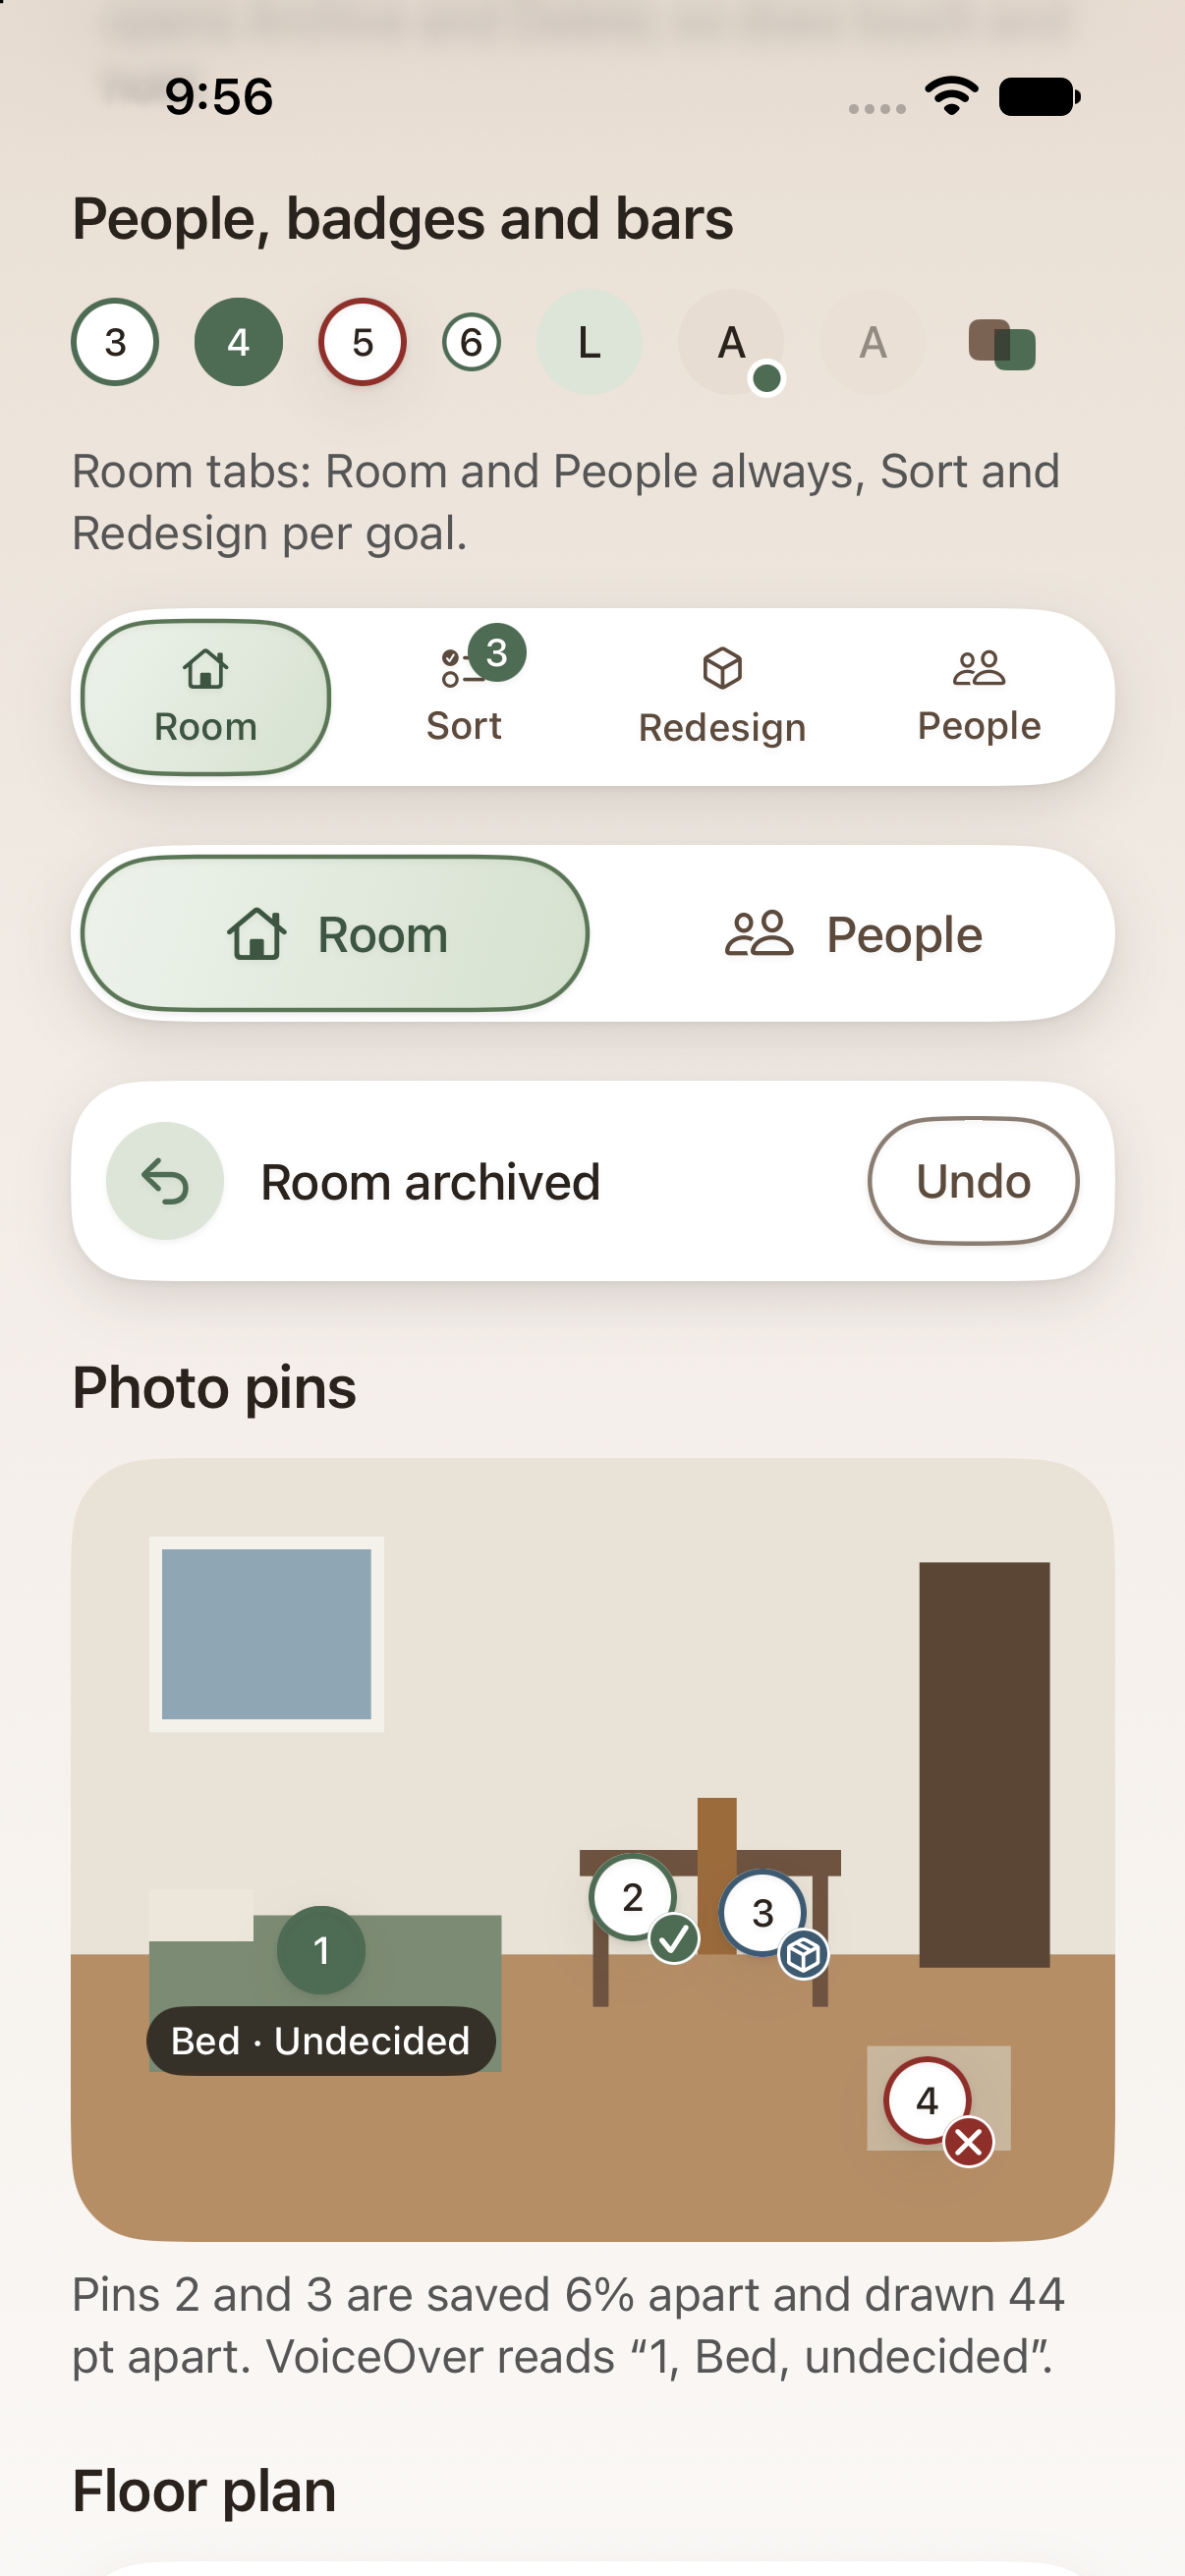 9:56
People, badges and bars
3 4 5 6 L A A
Room tabs: Room and People always, Sort and
Redesign per goal.
3
Room Sort Redesign People
Room People
Room archived Undo
Photo pins
2 3
1
Bed · Undecided
4
Pins 2 and 3 are saved 6% apart and drawn 44
pt apart. VoiceOver reads “1, Bed, undecided”.
Floor plan